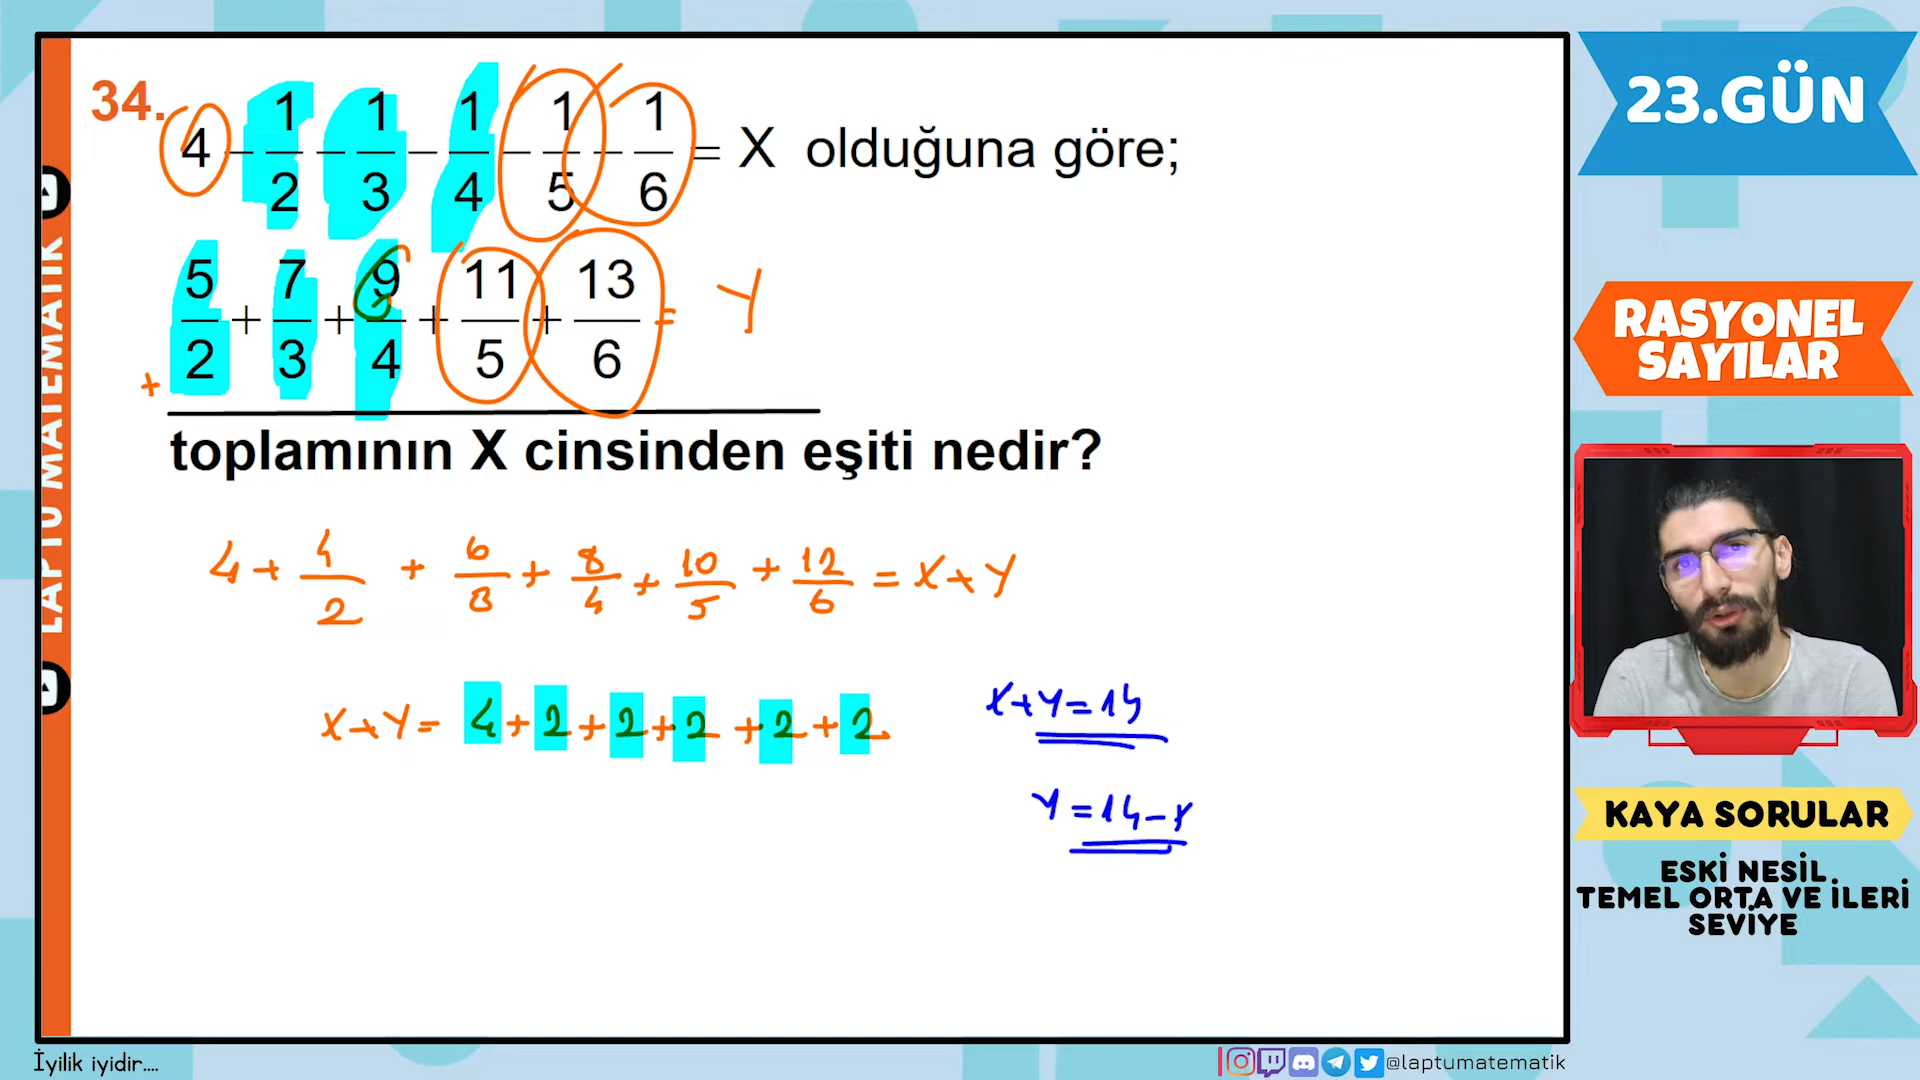 23.GÜN
34. 4 - 1/2 - 1/3 - 1/4 - 1/5 - 1/6 = X olduğuna göre;
5/2 + 7/3 + 9/4 + 11/5 + 13/6 = Y
+
toplamının X cinsinden eşiti nedir?
4 + 4/2 + 6/3 + 8/4 + 10/5 + 12/6 = X + Y
X + Y = 4 + 2 + 2 + 2 + 2 + 2
X + Y = 14
Y = 14 - X
LAPTU MATEMATİK
RASYONEL
SAYILAR
KAYA SORULAR
ESKİ NESİL
TEMEL ORTA VE İLERİ
SEVİYE
İyilik iyidir....
@laptumatematik